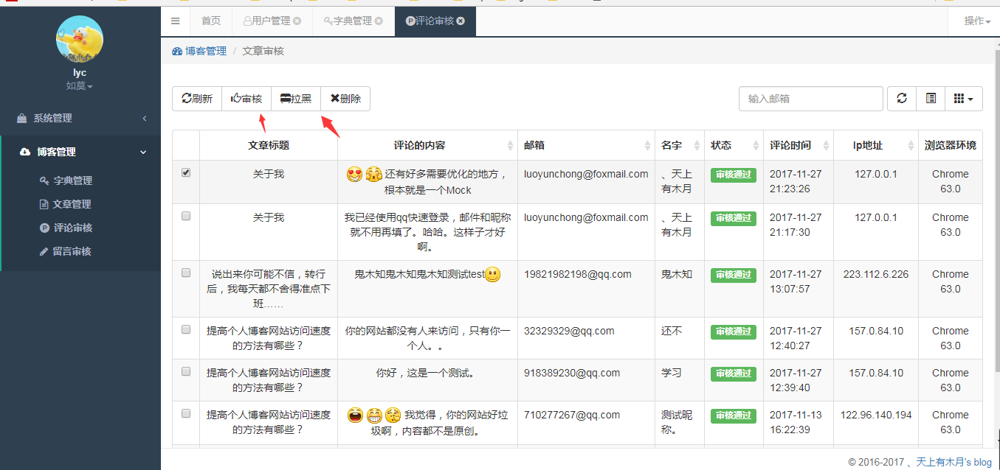 lyc
如莫
系统管理
博客管理
字典管理
文章管理
评论审核
留言审核
首页
用户管理
字典管理
评论审核
操作
博客管理 / 文章审核
刷新
审核
拉黑
删除
输入邮箱
文章标题
评论的内容
邮箱
名字
状态
评论时间
Ip地址
浏览器环境
关于我
还有好多需要优化的地方，
根本就是一个Mock
luoyunchong@foxmail.com
、天上
有木月
审核通过
2017-11-27
21:23:26
127.0.0.1
Chrome
63.0
关于我
我已经使用qq快速登录，邮件和昵称
就不用再填了。哈哈。这样子才好
啊。
luoyunchong@foxmail.com
、天上
有木月
审核通过
2017-11-27
21:17:30
127.0.0.1
Chrome
63.0
说出来你可能不信，转行
后，我每天都不舍得准点下
班……
鬼木知鬼木知鬼木知测试test
19821982198@qq.com
鬼木知
审核通过
2017-11-27
13:07:57
223.112.6.226
Chrome
63.0
提高个人博客网站访问速度
的方法有哪些？
你的网站都没有人来访问，只有你一
个人。。
32329329@qq.com
还不
审核通过
2017-11-27
12:40:27
157.0.84.10
Chrome
63.0
提高个人博客网站访问速度
的方法有哪些？
你好，这是一个测试。
918389230@qq.com
学习
审核通过
2017-11-27
12:39:40
157.0.84.10
Chrome
63.0
提高个人博客网站访问速度
的方法有哪些？
我觉得，你的网站好垃
圾啊，内容都不是原创。
710277267@qq.com
测试昵
称。
审核通过
2017-11-13
16:22:39
122.96.140.194
Chrome
63.0
© 2016-2017 、天上有木月's blog